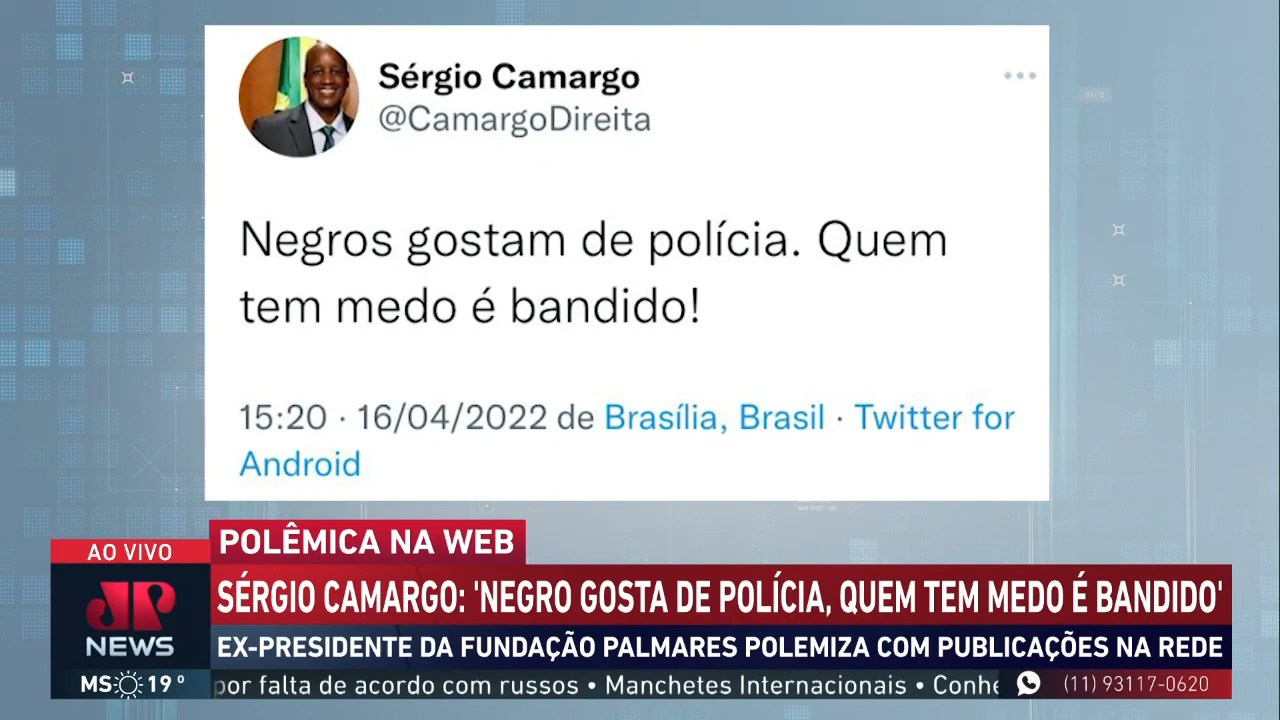 Sérgio Camargo
@CamargoDireita
Negros gostam de polícia. Quem
tem medo é bandido!
15:20 · 16/04/2022 de Brasília, Brasil · Twitter for
Android
POLÊMICA NA WEB
AO VIVO
SÉRGIO CAMARGO: 'NEGRO GOSTA DE POLÍCIA, QUEM TEM MEDO É BANDIDO'
JP
NEWS
EX-PRESIDENTE DA FUNDAÇÃO PALMARES POLEMIZA COM PUBLICAÇÕES NA REDE
MS 19º
por falta de acordo com russos • Manchetes Internacionais • Conhe
(11) 93117-0620